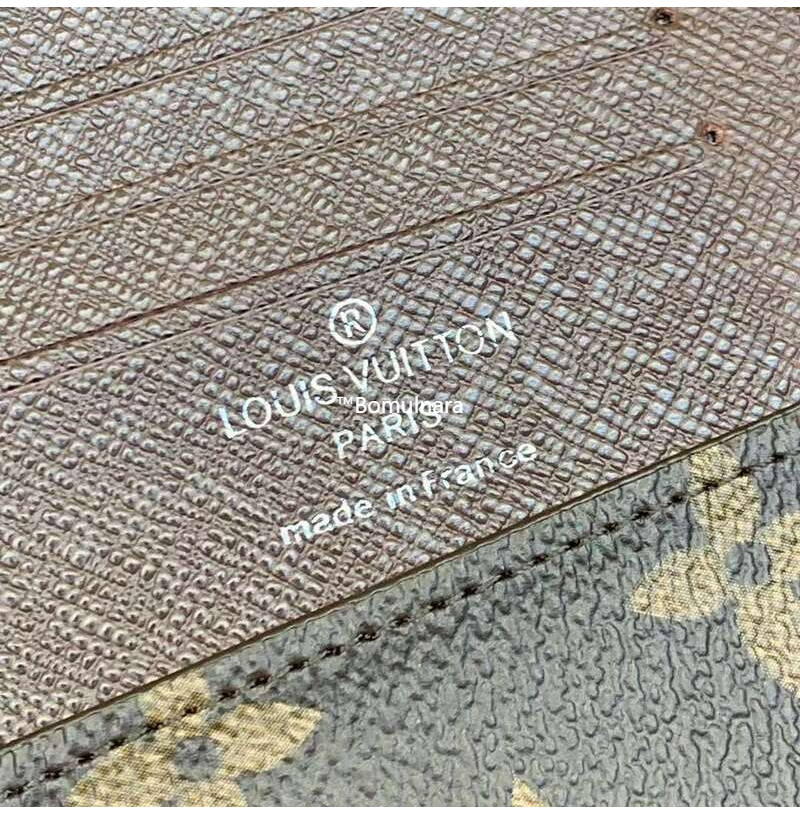 ®
LOUIS VUITTON
™Bomulnara
PARIS
made in France